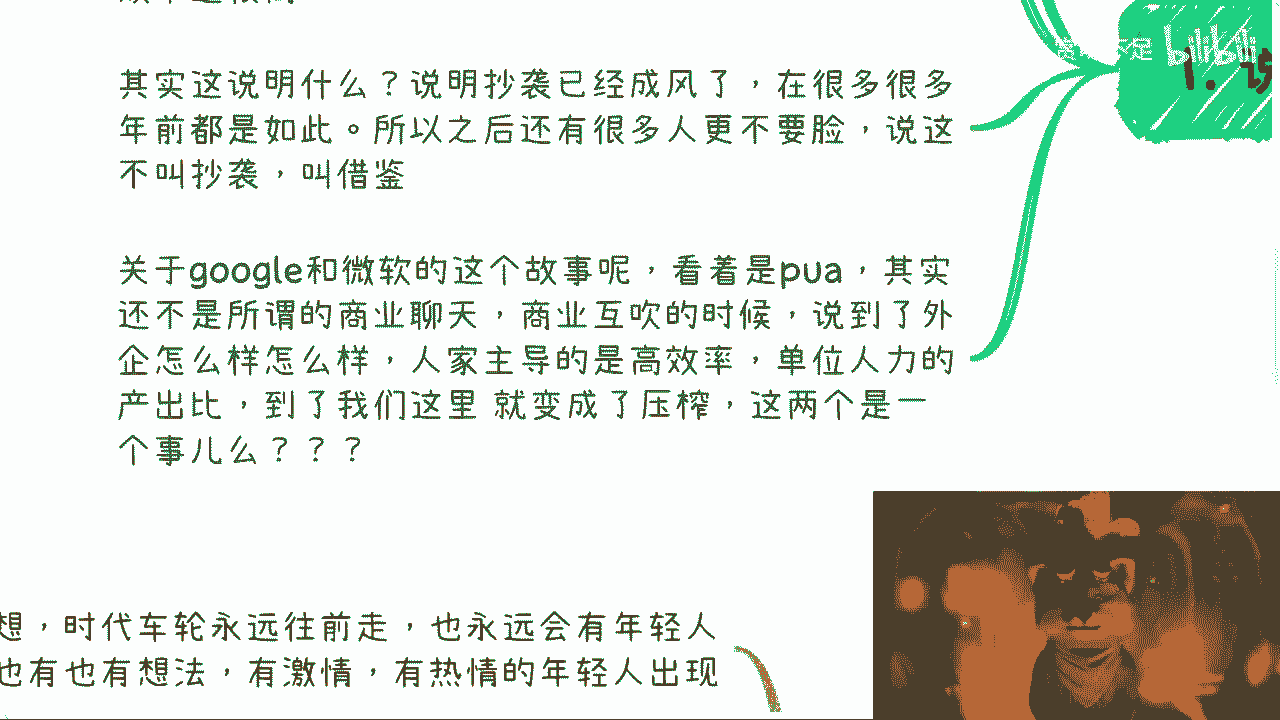 其实这说明什么？说明抄袭已经成风了，在很多很多
年前都是如此。所以之后还有很多人更不要脸，说这
不叫抄袭，叫借鉴
关于google和微软的这个故事呢，看着是pua，其实
还不是所谓的商业聊天，商业互吹的时候，说到了外
企怎么样怎么样，人家主导的是高效率，单位人力的
产出比，到了我们这里 就变成了压榨，这两个是一
个事儿么？？？
想，时代车轮永远往前走，也永远会有年轻人
也有也有想法，有激情，有热情的年轻人出现
bilibili
1.